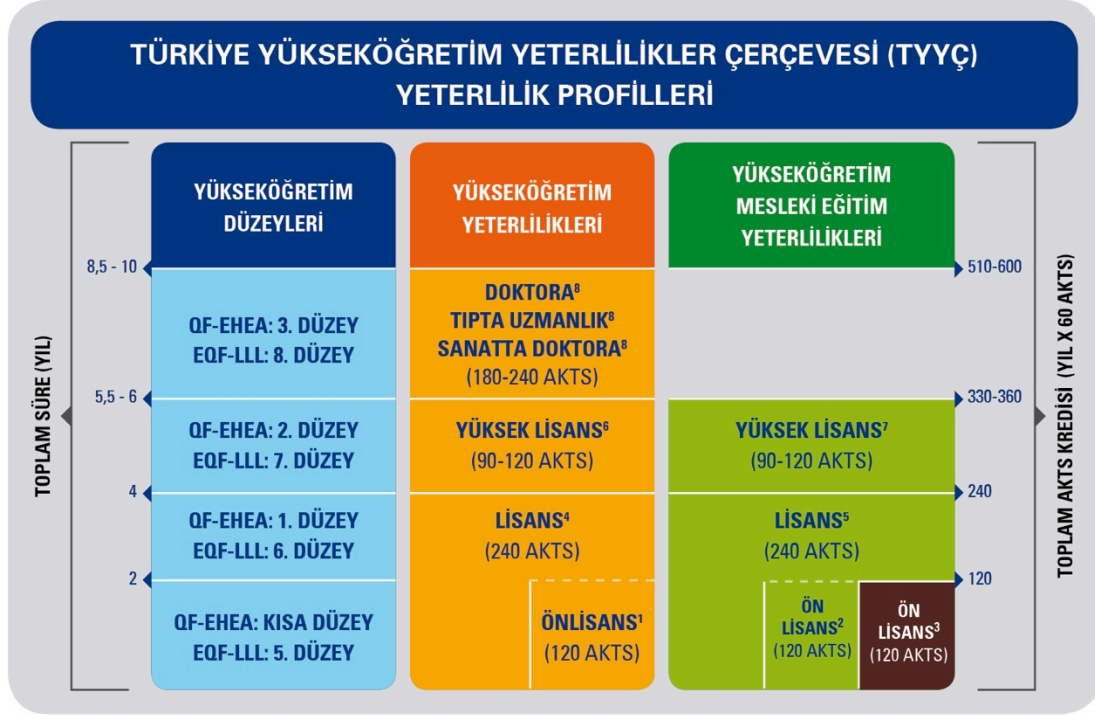 TÜRKİYE YÜKSEKÖĞRETİM YETERLİLİKLER ÇERÇEVESİ (TYYÇ)
YETERLİLİK PROFİLLERİ
TOPLAM SÜRE (YIL)
8,5 - 10
5,5 - 6
4
2
YÜKSEKÖĞRETİM
DÜZEYLERİ
QF-EHEA: 3. DÜZEY
EQF-LLL: 8. DÜZEY
QF-EHEA: 2. DÜZEY
EQF-LLL: 7. DÜZEY
QF-EHEA: 1. DÜZEY
EQF-LLL: 6. DÜZEY
QF-EHEA: KISA DÜZEY
EQF-LLL: 5. DÜZEY
YÜKSEKÖĞRETİM
YETERLİLİKLERİ
DOKTORA⁸
TIPTA UZMANLIK⁸
SANATTA DOKTORA⁸
(180-240 AKTS)
YÜKSEK LİSANS⁶
(90-120 AKTS)
LİSANS⁴
(240 AKTS)
ÖNLİSANS¹
(120 AKTS)
YÜKSEKÖĞRETİM
MESLEKİ EĞİTİM
YETERLİLİKLERİ
YÜKSEK LİSANS⁷
(90-120 AKTS)
LİSANS⁵
(240 AKTS)
ÖN
LİSANS²
(120 AKTS)
ÖN
LİSANS³
(120 AKTS)
510-600
330-360
240
120
TOPLAM AKTS KREDİSİ (YIL X 60 AKTS)